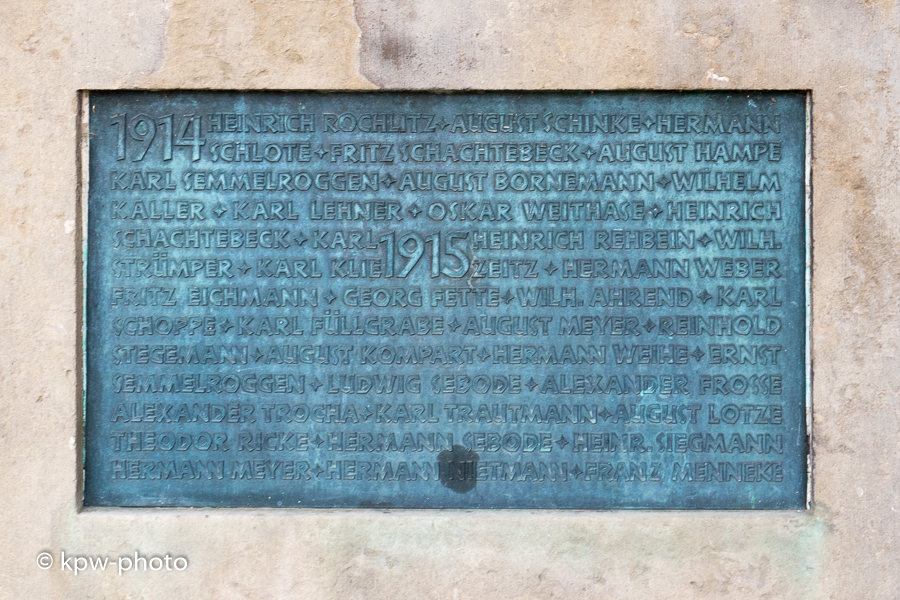 1914 HEINRICH ROCHLITZ✦AUGUST SCHINKE✦HERMANN
SCHLOTE✦FRITZ SCHACHTEBECK✦AUGUST HAMPE
KARL SEMMELROGGEN✦AUGUST BORNEMANN✦WILHELM
KALLER✦KARL LEHNER✦OSKAR WEITHASE✦HEINRICH
SCHACHTEBECK✦KARL 1915 HEINRICH REHBEIN✦WILH.
STRÜMPER✦KARL KLIE ZEITZ✦HERMANN WEBER
FRITZ EICHMANN✦GEORG FETTE✦WILH. AHREND✦KARL
SCHOPPE✦KARL FÜLLGRABE✦AUGUST MEYER✦REINHOLD
STEGEMANN✦AUGUST KOMPART✦HERMANN WEIHE✦ERNST
SEMMELROGGEN✦LUDWIG SEBODE✦ALEXANDER FROSSE
ALEXANDER TROCHA✦KARL TRAUTMANN✦AUGUST LOTZE
THEODOR RICKE✦HERMANN SEBODE✦HEINR. SIEGMANN
HERMANN MEYER✦HERMANN NIETMANN✦FRANZ MENNEKE
© kpw-photo